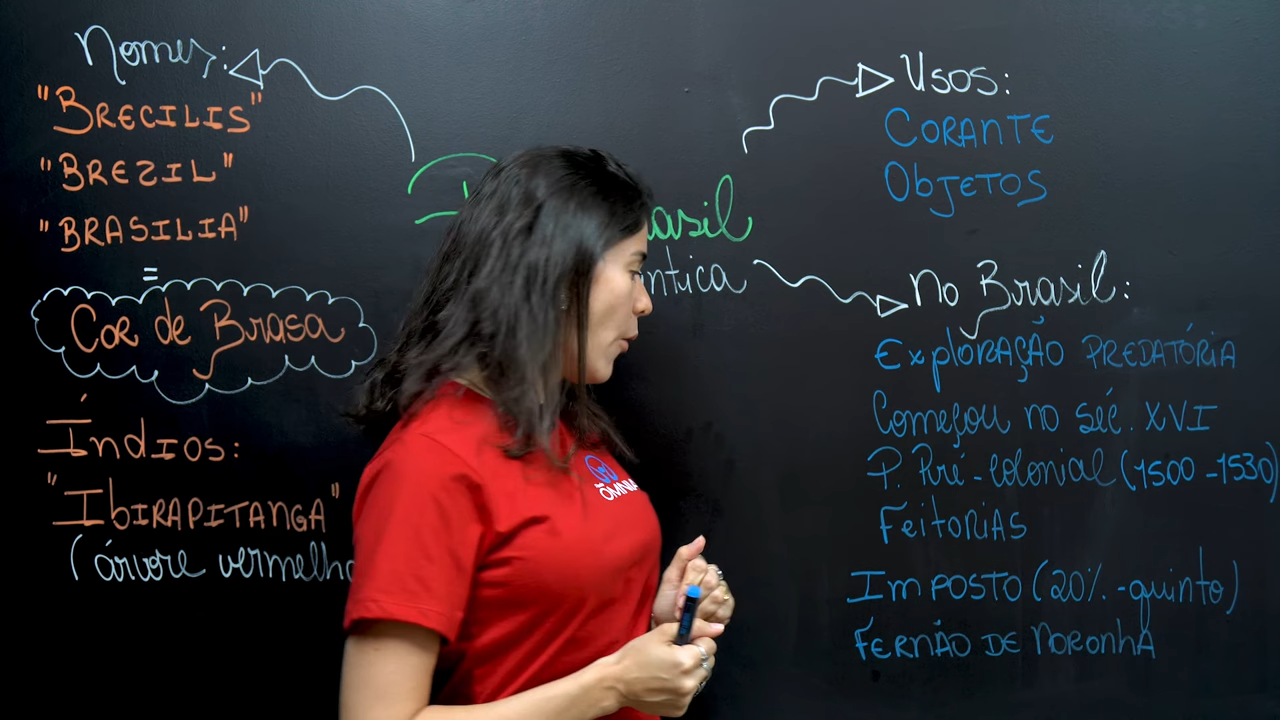 Nomes:
"BRECILIS"
"BREZIL"
"BRASILIA"
=
Cor de Brasa
Índios:
"IBIRAPITANGA"
(árvore vermelha
Usos:
CORANTE
OBJETOS
No Brasil:
EXPLORAÇÃO PREDATÓRIA
Começou no séc. XVI
P. Pré-Colonial (1500-1530)
FEITORIAS
IMPOSTO (20% - quinto)
FERNÃO DE NORONHA
ÔMNIA